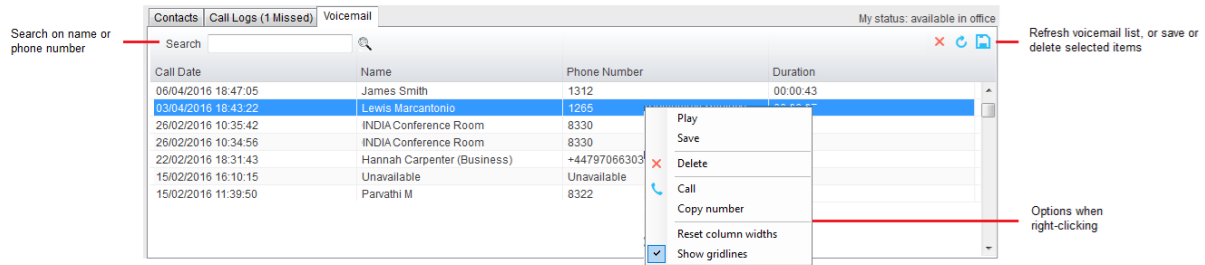 Contacts Call Logs (1 Missed) Voicemail My status: available in office
Search on name or
phone number
Search
Refresh voicemail list, or save or
delete selected items
Call Date Name Phone Number Duration
06/04/2016 18:47:05 James Smith 1312 00:00:43
03/04/2016 18:43:22 Lewis Marcantonio 1265
26/02/2016 10:35:42 INDIA Conference Room 8330
26/02/2016 10:34:56 INDIA Conference Room 8330
22/02/2016 18:31:43 Hannah Carpenter (Business) +44797066303
15/02/2016 16:10:15 Unavailable Unavailable
15/02/2016 11:39:50 Parvathi M 8322
Play
Save
Delete
Call
Copy number
Reset column widths
Show gridlines
Options when
right-clicking